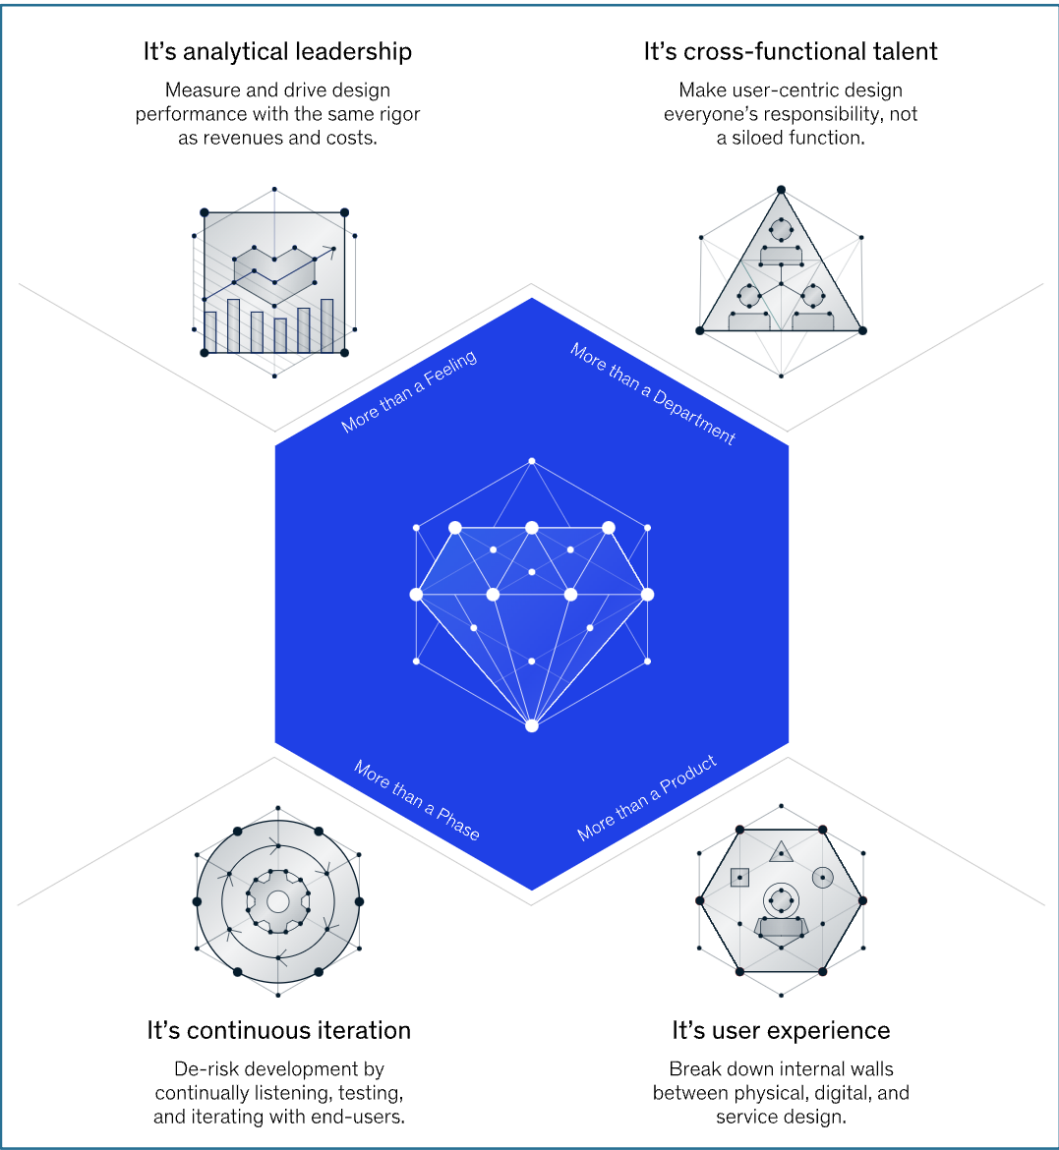 It’s analytical leadership
Measure and drive design
performance with the same rigor
as revenues and costs.
It’s cross-functional talent
Make user-centric design
everyone’s responsibility, not
a siloed function.
More than a Feeling
More than a Department
More than a Phase
More than a Product
It’s continuous iteration
De-risk development by
continually listening, testing,
and iterating with end-users.
It’s user experience
Break down internal walls
between physical, digital, and
service design.